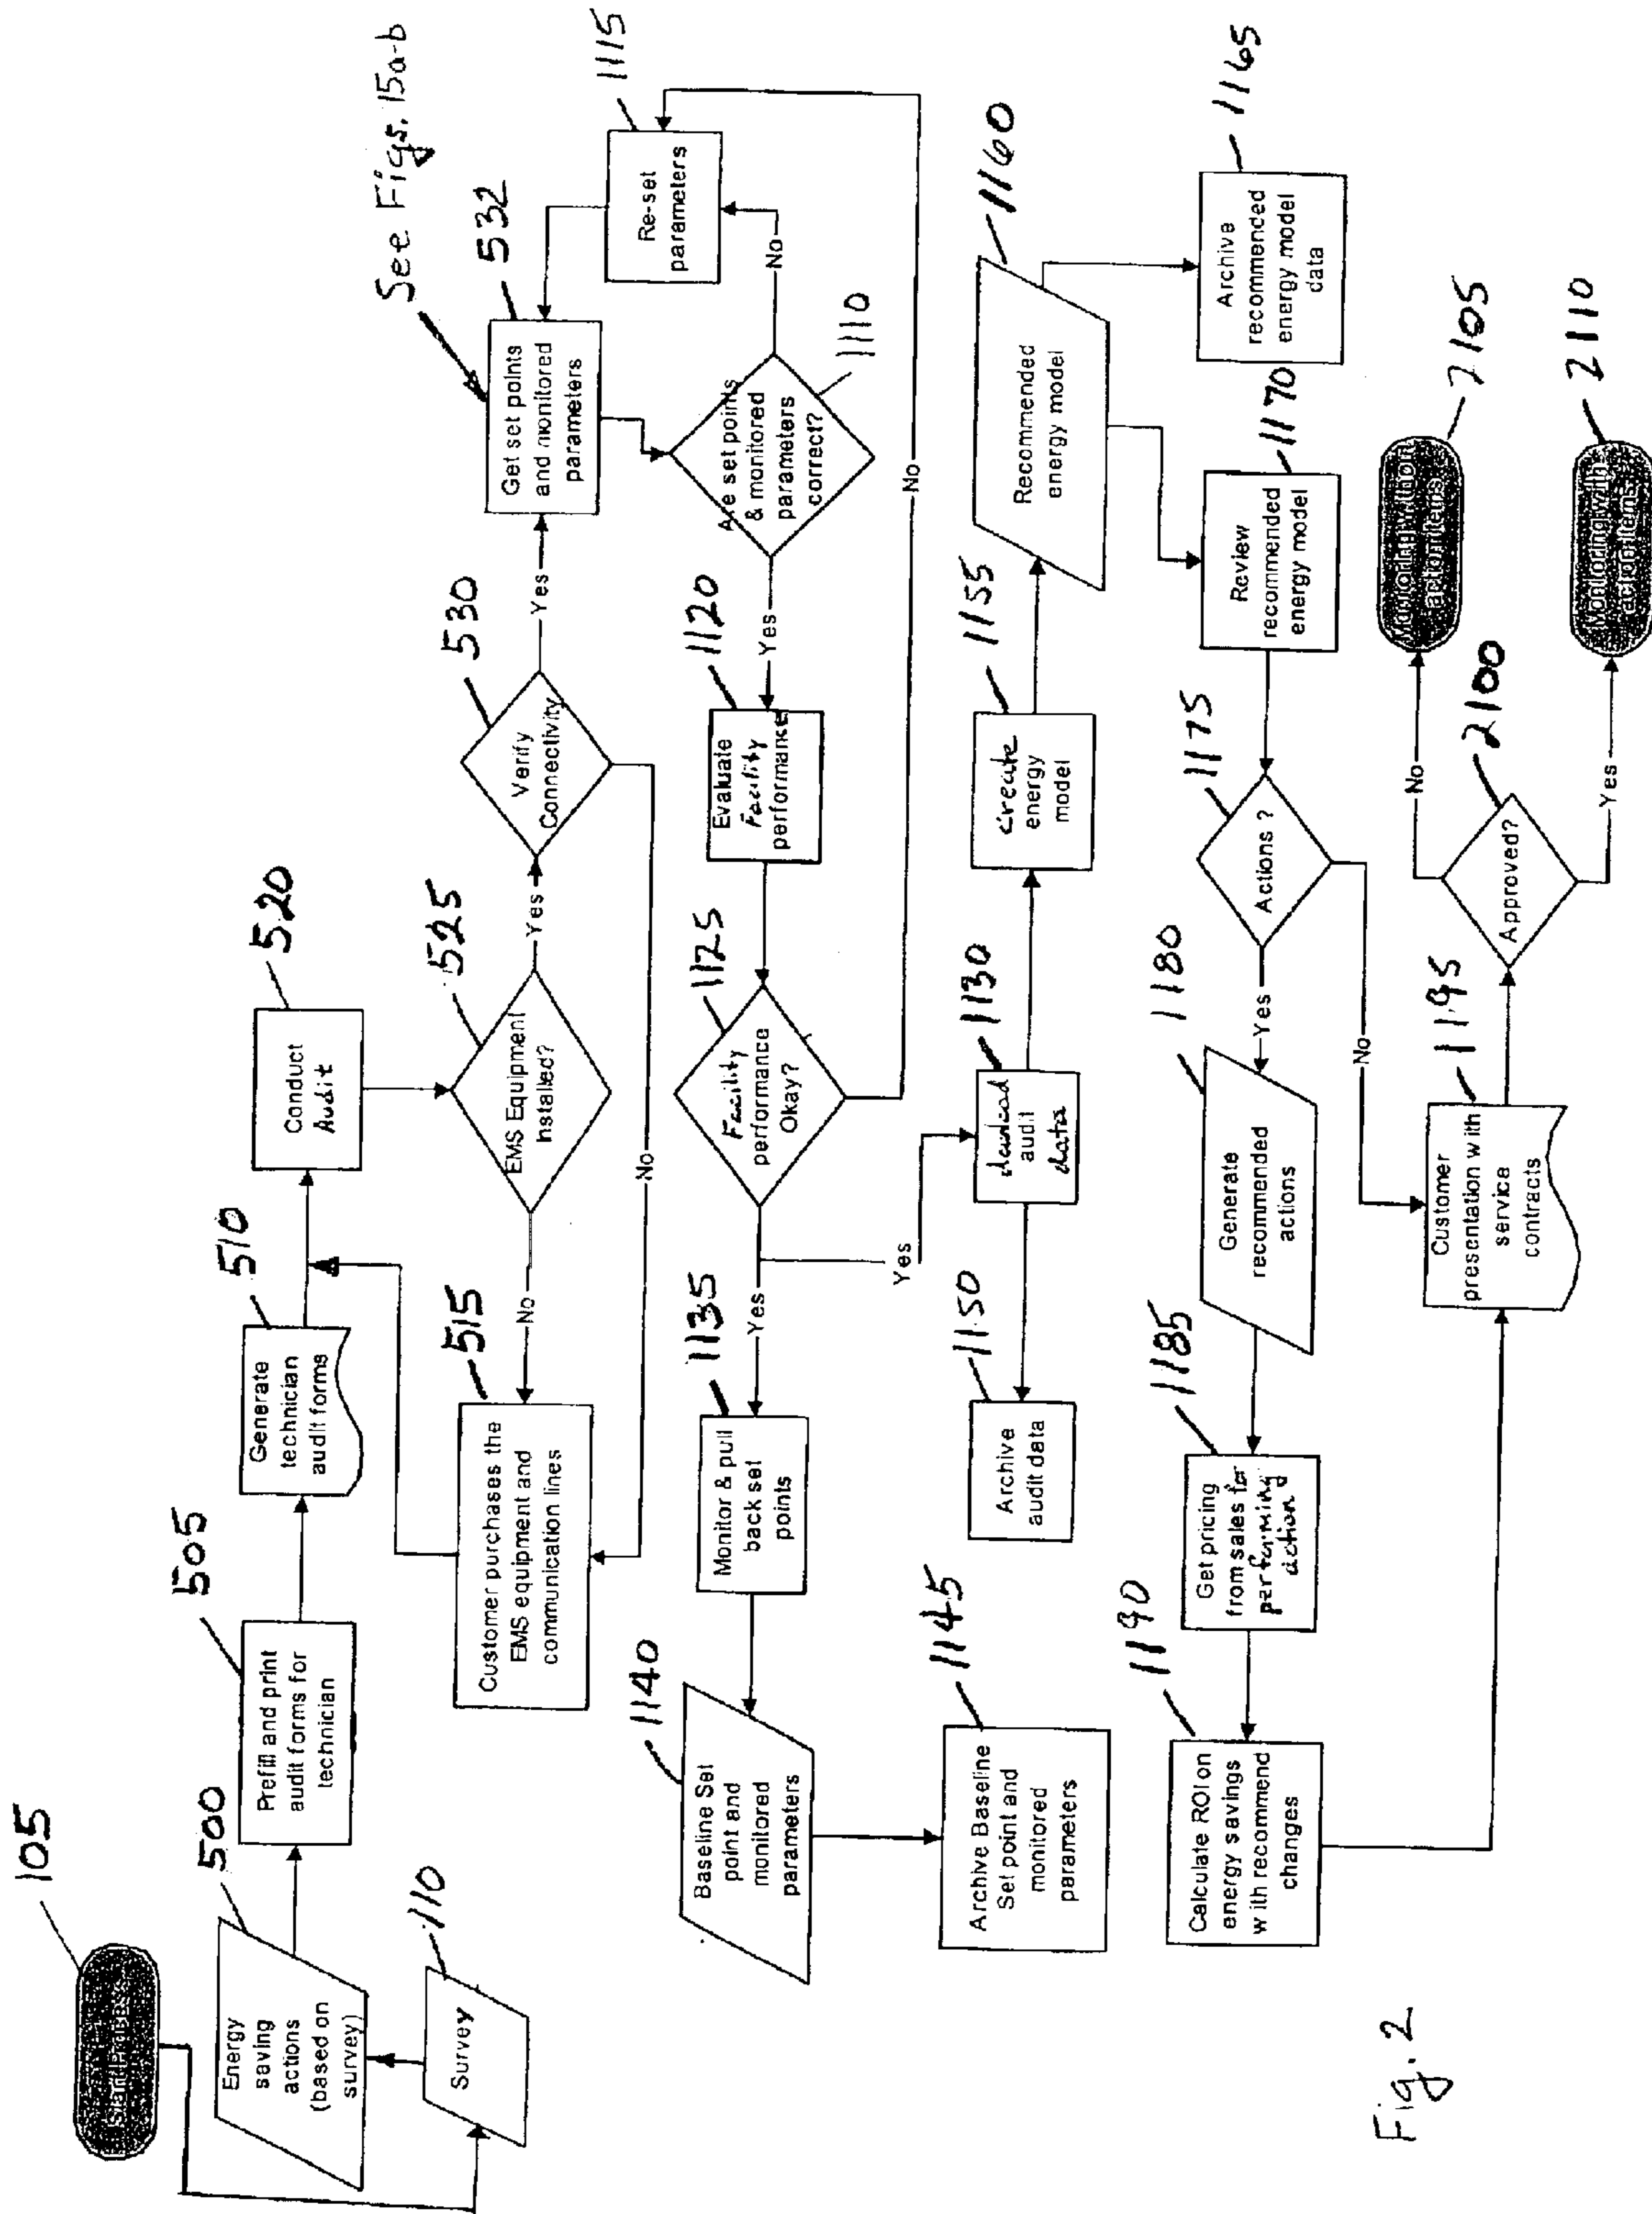 105
Start Process
500
Energy
saving
actions
(based on
survey)
110
Survey
505
Prefill and print
audit forms for
technician
510
Generate
technician
audit forms
520
Conduct
Audit
515
Customer purchases the
EMS equipment and
communication lines
No
525
EMS Equipment
Installed?
Yes
530
Verify
Connectivity
No
Yes
See Figs. 15a-b
532
Get set points
and monitored
parameters
1115
Re-set
parameters
No
1110
Are set points
& monitored
parameters
correct?
Yes
1120
Evaluate
Facility
performance
1125
Facility
performance
Okay?
No
Yes
Yes
1135
Monitor & pull
back set
points
1140
Baseline Set
point and
monitored
parameters
1145
Archive Baseline
Set point and
monitored
parameters
1130
audit
data
1150
Archive
audit data
1155
Create
energy
model
1160
Recommended
energy model
1165
Archive
recommended
energy model
data
1170
Review
recommended
energy model
1175
Actions ?
Yes
No
1180
Generate
recommended
actions
1185
Get pricing
from sales for
performing
action
1190
Calculate ROI on
energy savings
with recommend
changes
1195
Customer
presentation with
service
contracts
2100
Approved?
No
Yes
2105
Monitoring w ith on
action items
2110
Monitoring with
action items
Fig. 2